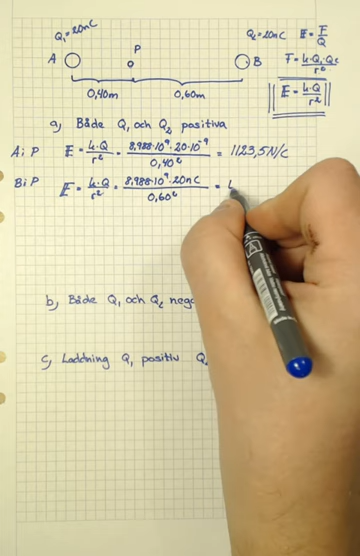 Q₁=20nC
Q₂=20nC E=F/Q
P
F=k·Q₁·Q₂/r²
A B
0,40m 0,60m
E=k·Q/r²
a) Både Q₁ och Q₂ positiva
A i P E=k·Q/r²=8,988·10⁹·20·10⁻⁹/0,40²=1123,5N/C
B i P E=k·Q/r²=8,988·10⁹·20nC/0,60²=
b) Både Q₁ och Q₂ nega
c) Laddning Q₁ positiv Q₂